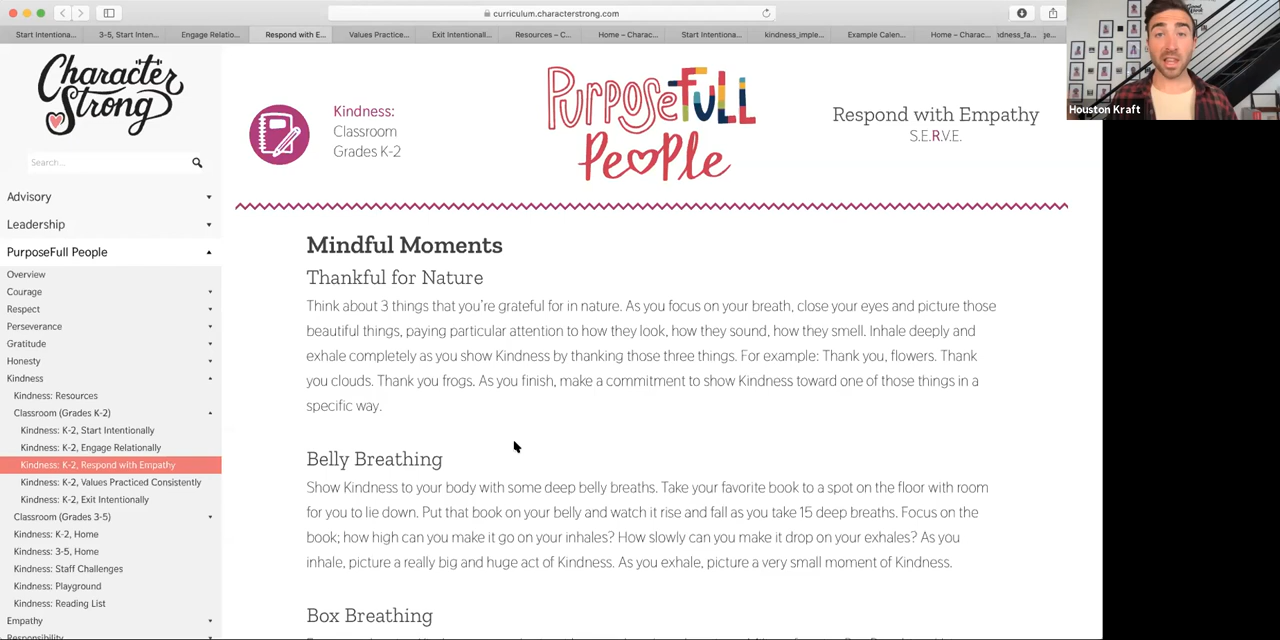 curriculum.characterstrong.com
Start Intentiona...
3-5, Start Inten...
Engage Relatio...
Respond with E...
Values Practice...
Exit Intentionall...
Resources – C...
Home – Charac...
Start Intentiona...
kindness_imple...
Example Calen...
Home – Charac...
ndness_fa...
ge...
Character
Strong
Search...
Advisory
Leadership
PurposeFull People
Overview
Courage
Respect
Perseverance
Gratitude
Honesty
Kindness
Kindness: Resources
Classroom (Grades K-2)
Kindness: K-2, Start Intentionally
Kindness: K-2, Engage Relationally
Kindness: K-2, Respond with Empathy
Kindness: K-2, Values Practiced Consistently
Kindness: K-2, Exit Intentionally
Classroom (Grades 3-5)
Kindness: K-2, Home
Kindness: 3-5, Home
Kindness: Staff Challenges
Kindness: Playground
Kindness: Reading List
Empathy
Responsibility
Kindness:
Classroom
Grades K-2
PurposeFull
People
Respond with Empathy
S.E.R.V.E.
Mindful Moments
Thankful for Nature
Think about 3 things that you're grateful for in nature. As you focus on your breath, close your eyes and picture those
beautiful things, paying particular attention to how they look, how they sound, how they smell. Inhale deeply and
exhale completely as you show Kindness by thanking those three things. For example: Thank you, flowers. Thank
you clouds. Thank you frogs. As you finish, make a commitment to show Kindness toward one of those things in a
specific way.
Belly Breathing
Show Kindness to your body with some deep belly breaths. Take your favorite book to a spot on the floor with room
for you to lie down. Put that book on your belly and watch it rise and fall as you take 15 deep breaths. Focus on the
book; how high can you make it go on your inhales? How slowly can you make it drop on your exhales? As you
inhale, picture a really big and huge act of Kindness. As you exhale, picture a very small moment of Kindness.
Box Breathing
Houston Kraft